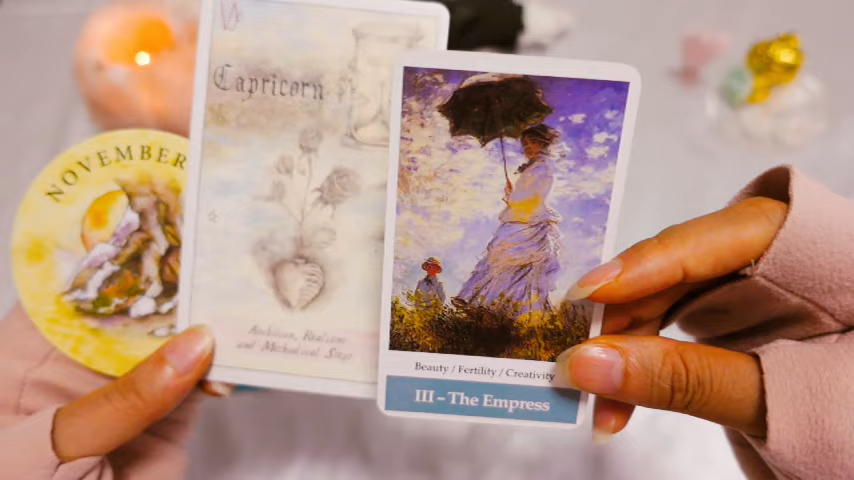 NOVEMBER
Capricorn
Ambition, Realism
and Methodical Steps
Beauty / Fertility / Creativity
III – The Empress